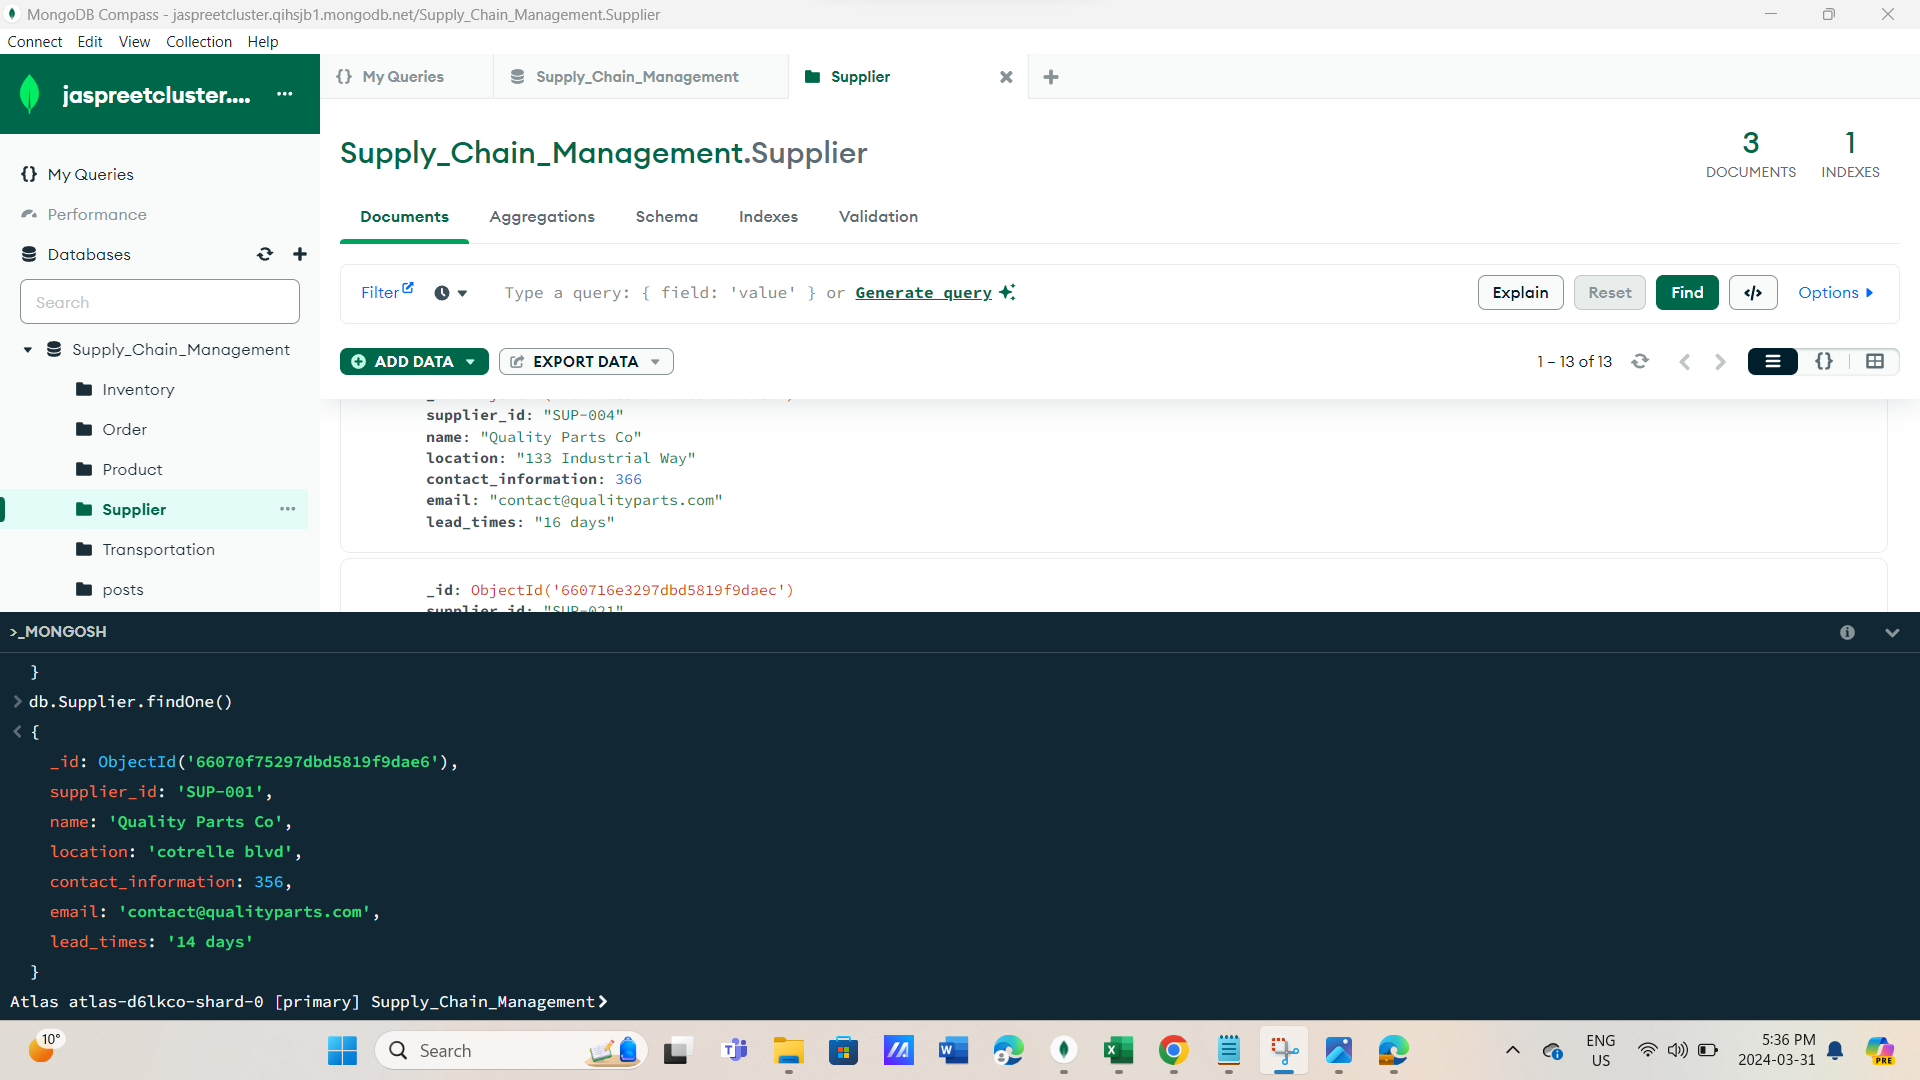 MongoDB Compass - jaspreetcluster.qihsjb1.mongodb.net/Supply_Chain_Management.Supplier
Connect Edit View Collection Help
jaspreetcluster....
{} My Queries
Supply_Chain_Management
Supplier
My Queries
Performance
Databases
Search
Supply_Chain_Management
Inventory
Order
Product
Supplier
Transportation
posts
Supply_Chain_Management.Supplier
3
DOCUMENTS
1
INDEXES
Documents Aggregations Schema Indexes Validation
Filter Type a query: { field: 'value' } or Generate query Explain Reset Find </> Options
ADD DATA EXPORT DATA 1 – 13 of 13 {}
supplier_id: "SUP-004"
name: "Quality Parts Co"
location: "133 Industrial Way"
contact_information: 366
email: "contact@qualityparts.com"
lead_times: "16 days"
_id: ObjectId('660716e3297dbd5819f9daec')
supplier_id: "SUP-021"
>_MONGOSH
}
> db.Supplier.findOne()
< {
_id: ObjectId('66070f75297dbd5819f9dae6'),
supplier_id: 'SUP-001',
name: 'Quality Parts Co',
location: 'cotrelle blvd',
contact_information: 356,
email: 'contact@qualityparts.com',
lead_times: '14 days'
}
Atlas atlas-d6lkco-shard-0 [primary] Supply_Chain_Management>
10°
Search
ENG
US
5:36 PM
2024-03-31
PRE